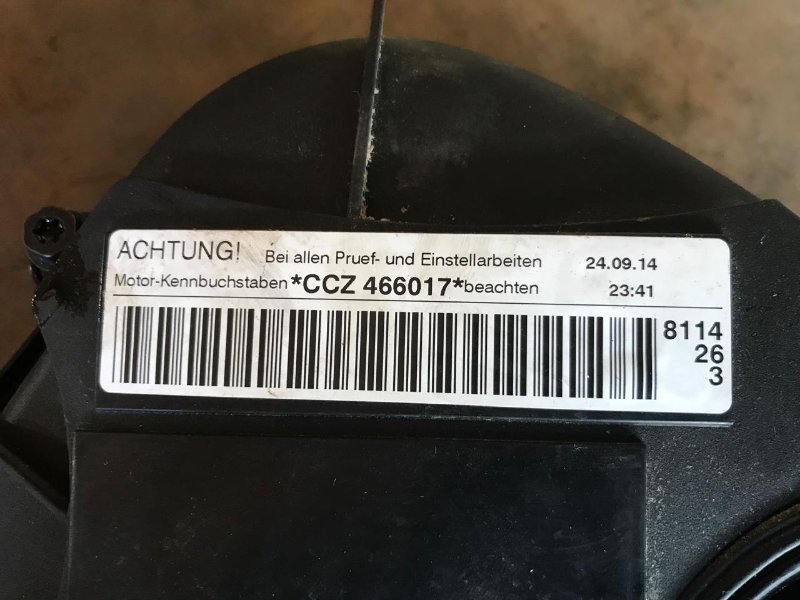 ACHTUNG! Bei allen Pruef- und Einstellarbeiten 24.09.14
Motor-Kennbuchstaben *CCZ 466017* beachten 23:41
8114
26
3